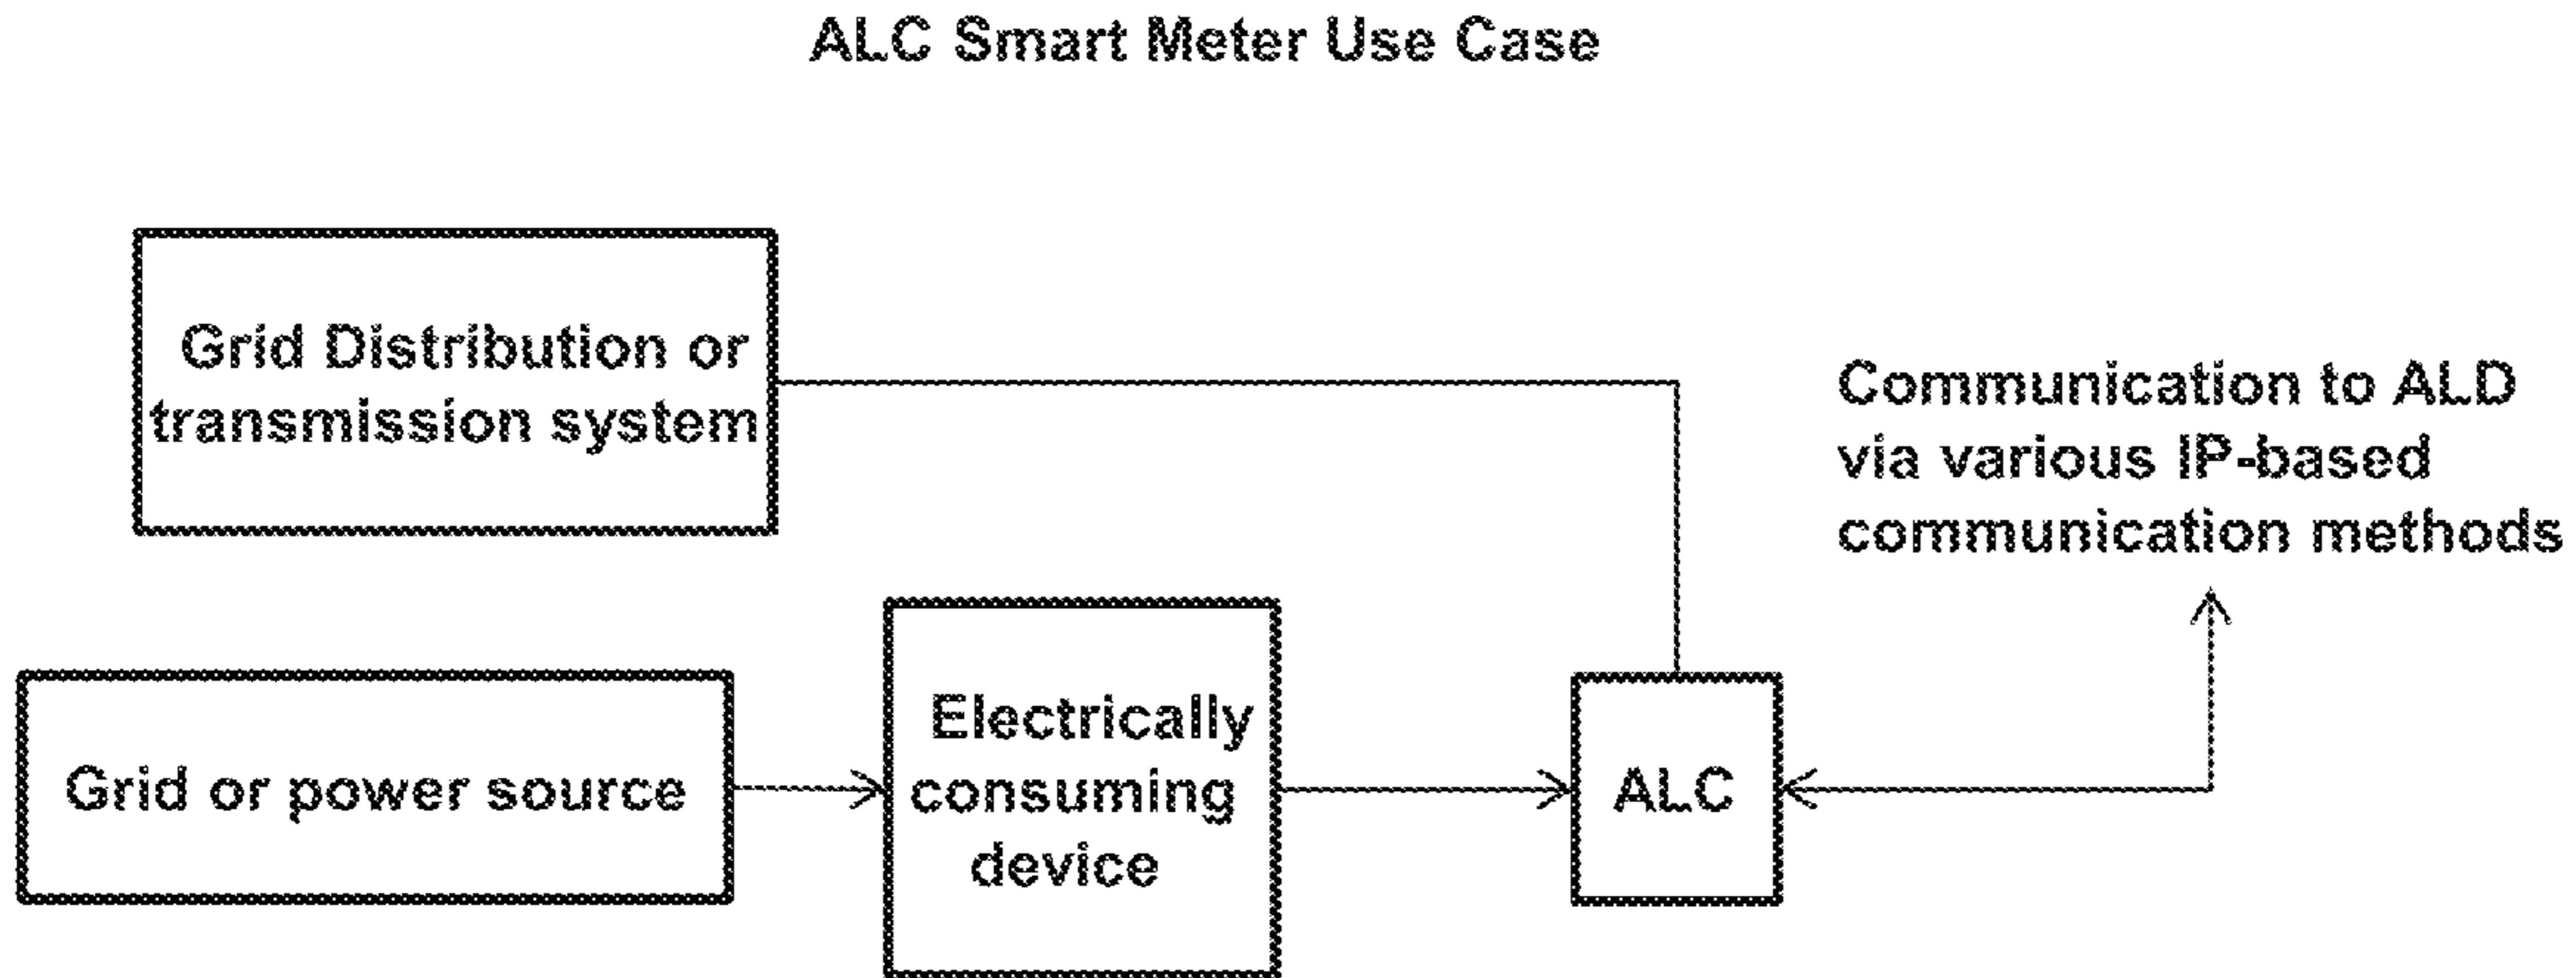 ALC Smart Meter Use Case
Grid Distribution or
transmission system
Communication to ALD
via various IP-based
communication methods
Grid or power source
Electrically
consuming
device
ALC